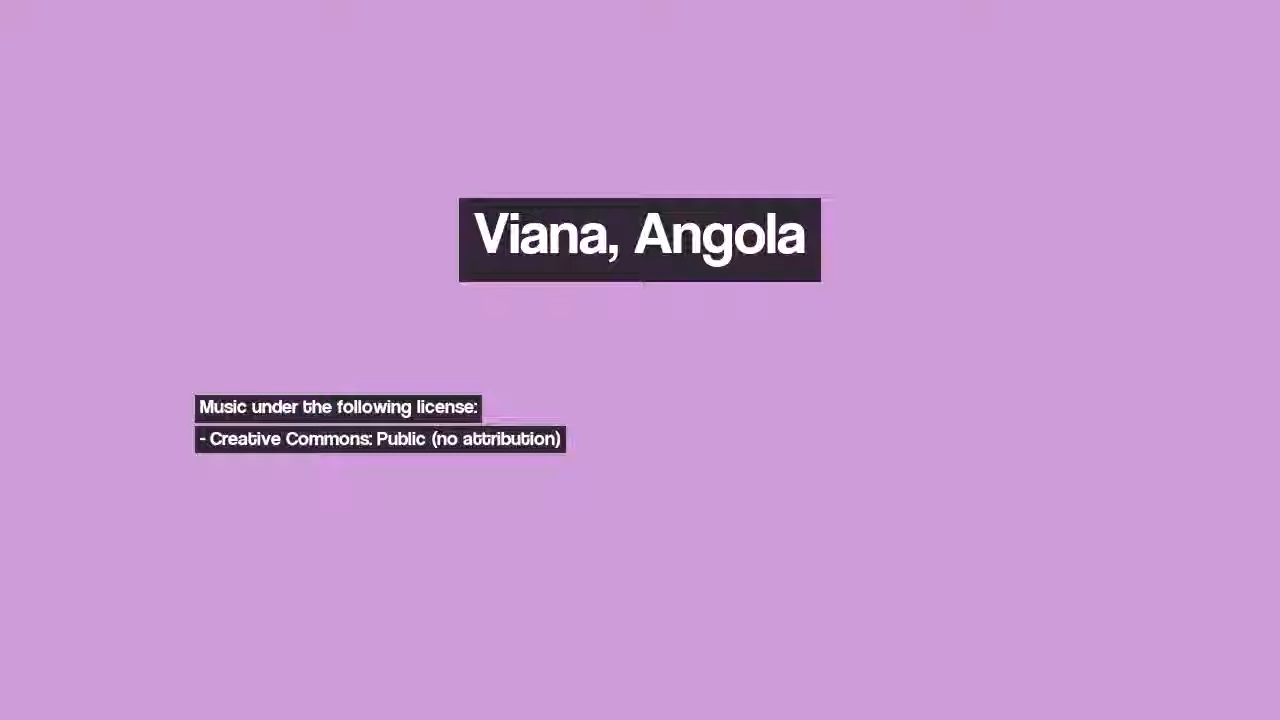 Viana, Angola
Music under the following license:
- Creative Commons: Public (no attribution)